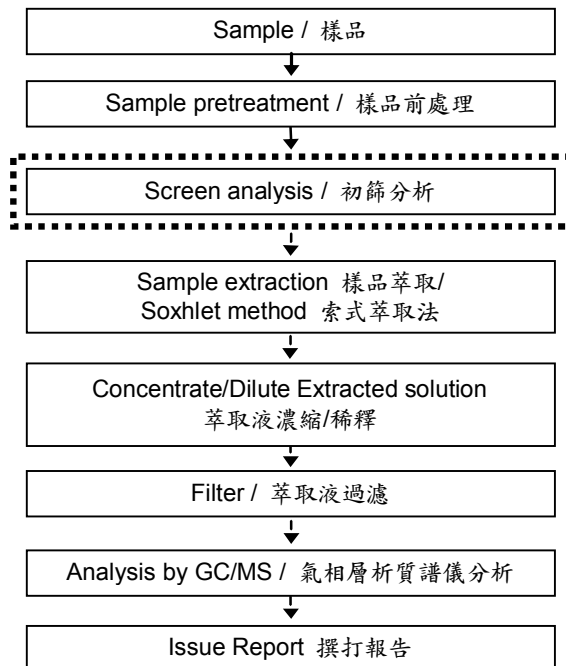 Sample / 樣品
Sample pretreatment / 樣品前處理
Screen analysis / 初篩分析
Sample extraction 樣品萃取/
Soxhlet method 索式萃取法
Concentrate/Dilute Extracted solution
萃取液濃縮/稀釋
Filter / 萃取液過濾
Analysis by GC/MS / 氣相層析質譜儀分析
Issue Report 撰打報告